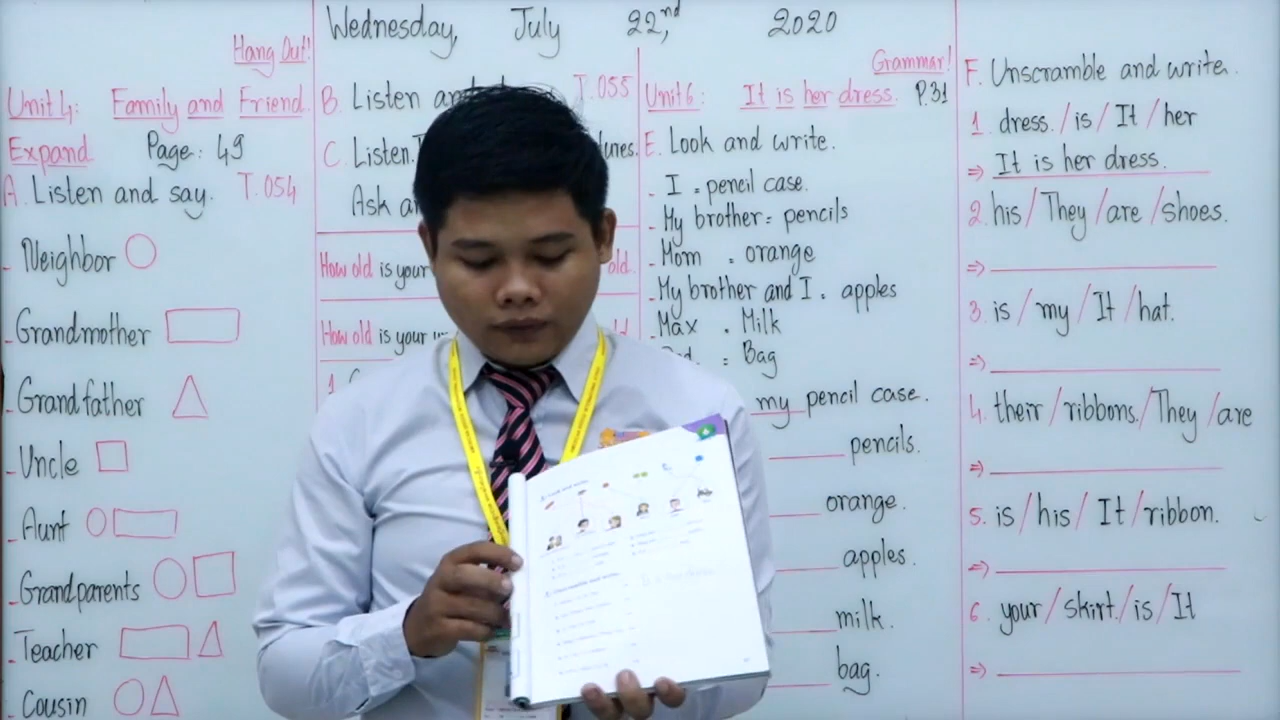 Wednesday, July 22,nd 2020
Hang Out!
Unit 4: Family and Friend.
Expand Page: 49
A. Listen and say. T.054
- Neighbor
- Grandmother
- Grandfather
- Uncle
- Aunt
- Grandparents
- Teacher
- Cousin
B. Listen and T.055
C. Listen.
Ask
How old is your old.
How old is your
1.
Grammar!
Unit 6: It is her dress. P.31
E. Look and write.
- I = pencil case.
- My brother = pencils
- Mom = orange
- My brother and I = apples
- Max = Milk
= Bag
my pencil case.
pencils.
orange.
apples.
milk.
bag.
F. Unscramble and write.
1. dress. / is / It / her
=> It is her dress.
2. his / They / are / shoes.
=>
3. is / my / It / hat.
=>
4. their / ribbons. / They / are
=>
5. is / his / It / ribbon.
=>
6. your / skirt. / is / It
=>